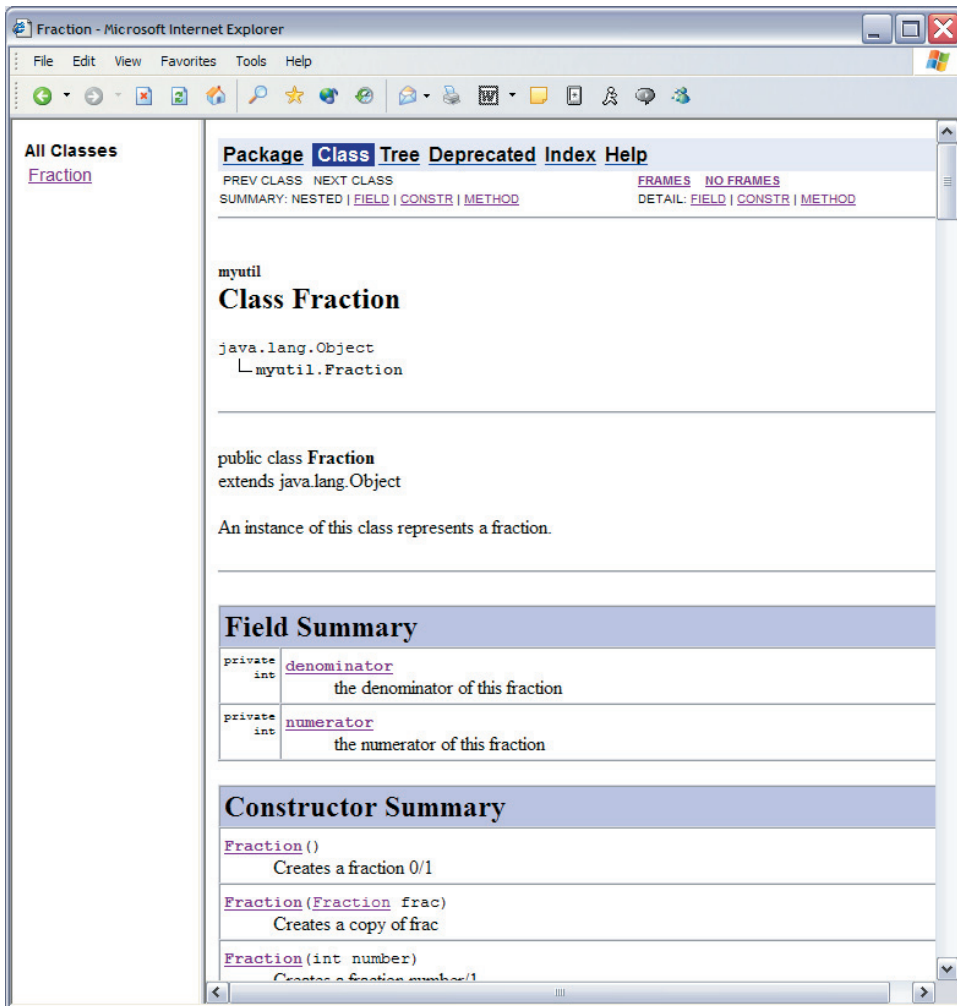 Fraction - Microsoft Internet Explorer
File Edit View Favorites Tools Help
All Classes
Fraction
Package Class Tree Deprecated Index Help
PREV CLASS NEXT CLASS FRAMES NO FRAMES
SUMMARY: NESTED | FIELD | CONSTR | METHOD DETAIL: FIELD | CONSTR | METHOD
myutil
Class Fraction
java.lang.Object
myutil.Fraction
public class Fraction
extends java.lang.Object
An instance of this class represents a fraction.
Field Summary
private int denominator
the denominator of this fraction
private int numerator
the numerator of this fraction
Constructor Summary
Fraction()
Creates a fraction 0/1
Fraction(Fraction frac)
Creates a copy of frac
Fraction(int number)
Creates a fraction number/1